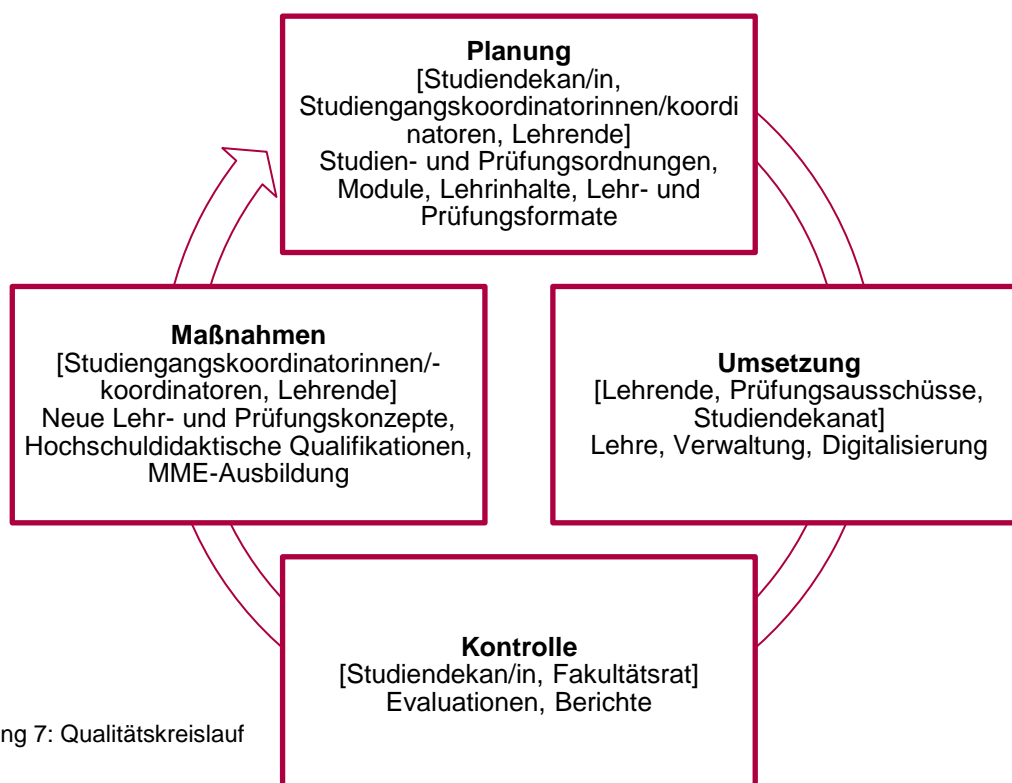 Planung
[Studiendekan/in,
Studiengangskoordinatorinnen/koordi
natoren, Lehrende]
Studien- und Prüfungsordnungen,
Module, Lehrinhalte, Lehr- und
Prüfungsformate
Maßnahmen
[Studiengangskoordinatorinnen/-
koordinatoren, Lehrende]
Neue Lehr- und Prüfungskonzepte,
Hochschuldidaktische Qualifikationen,
MME-Ausbildung
Umsetzung
[Lehrende, Prüfungsausschüsse,
Studiendekanat]
Lehre, Verwaltung, Digitalisierung
Kontrolle
[Studiendekan/in, Fakultätsrat]
Evaluationen, Berichte
ng 7: Qualitätskreislauf